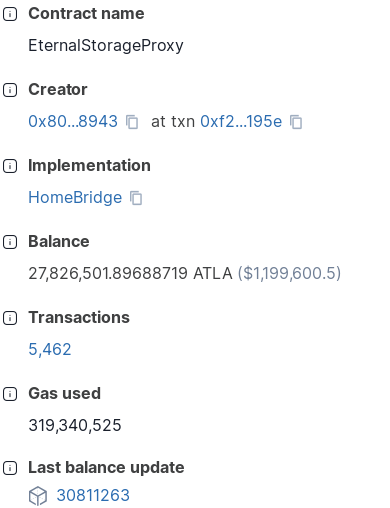 Contract name
EternalStorageProxy
Creator
0x80...8943 at txn 0xf2...195e
Implementation
HomeBridge
Balance
27,826,501.89688719 ATLA ($1,199,600.5)
Transactions
5,462
Gas used
319,340,525
Last balance update
30811263